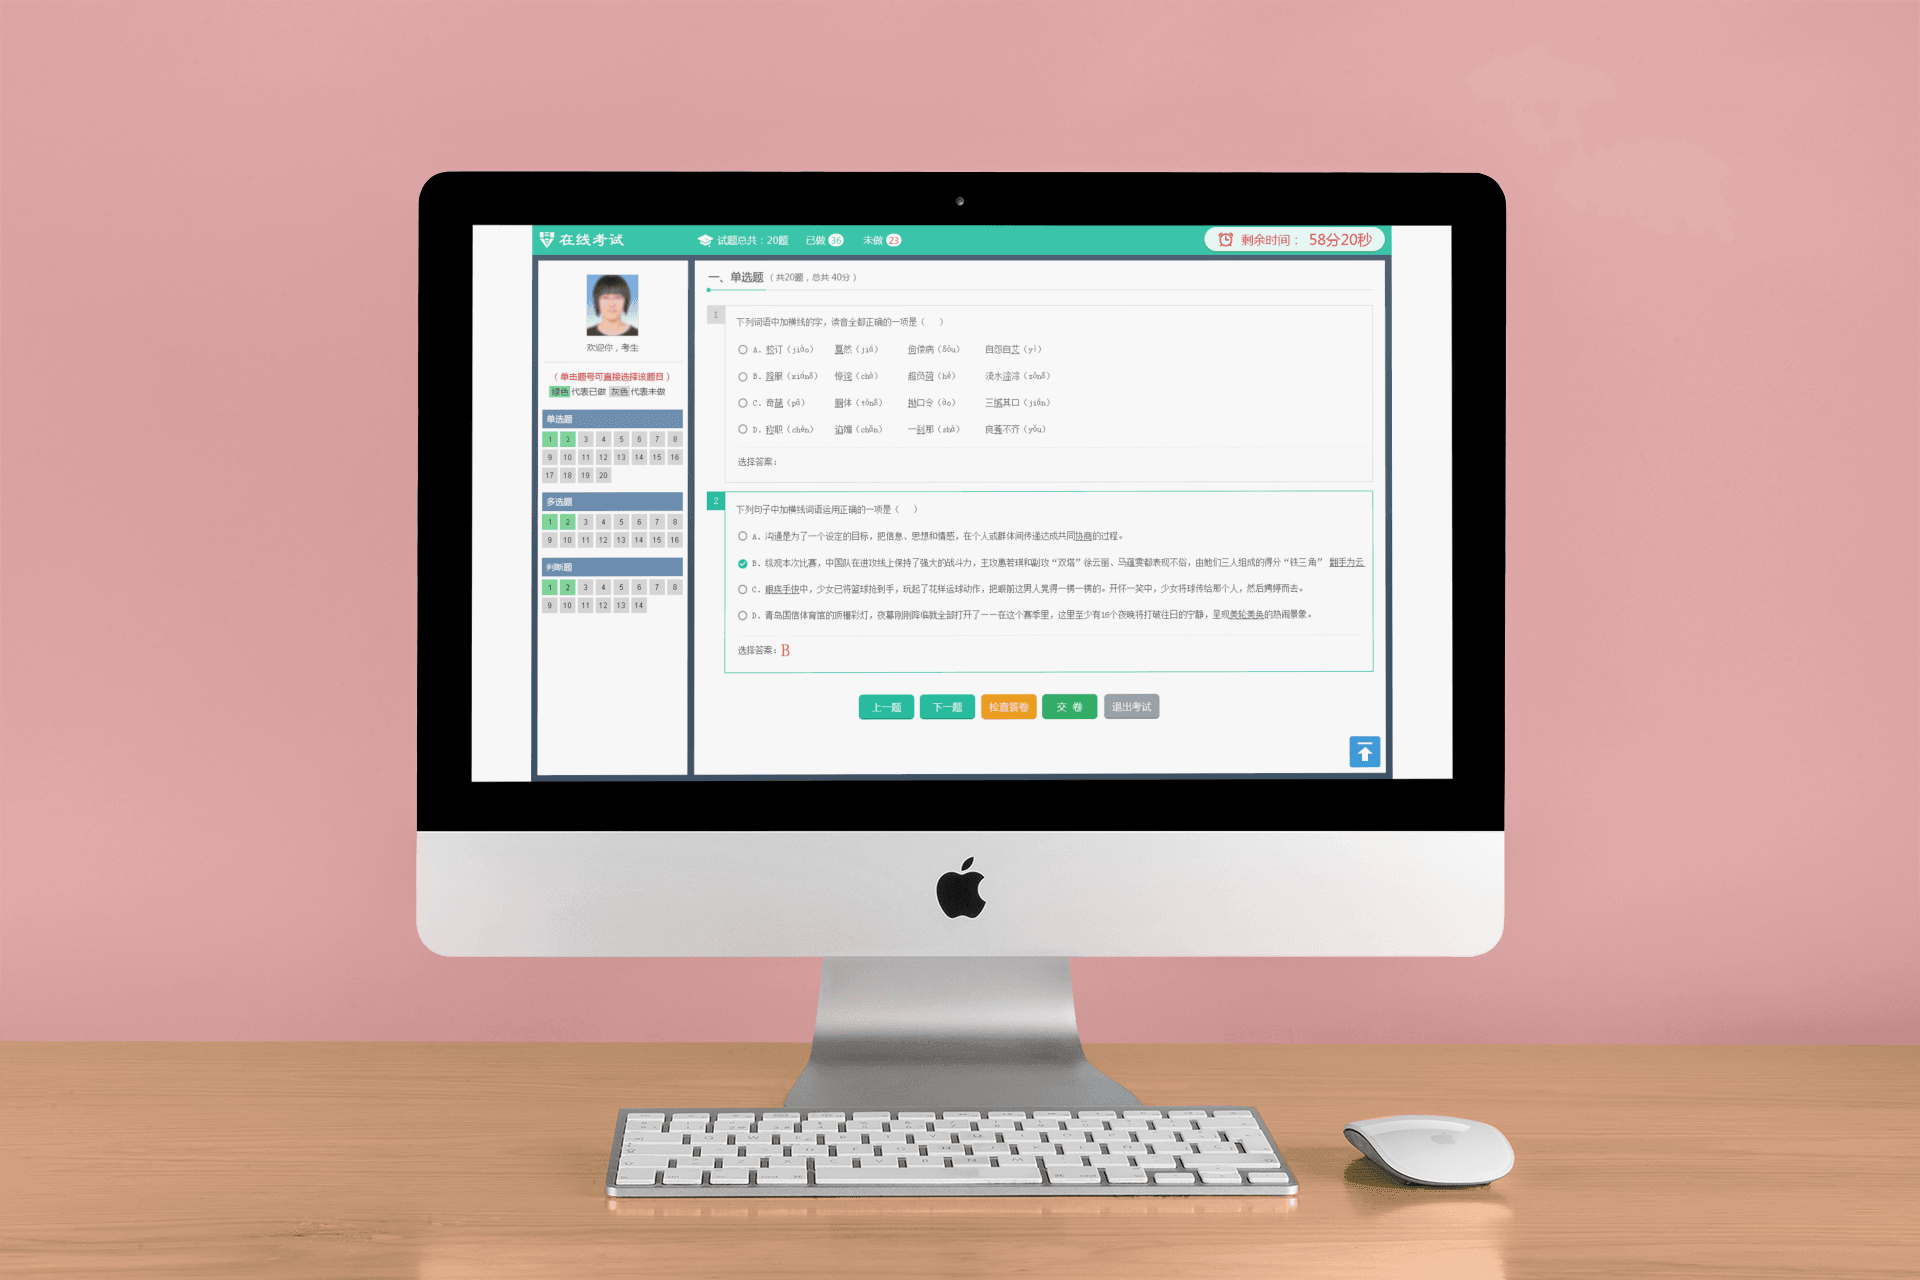 在线考试
试题总共：20题 已做 36 未做 23
剩余时间： 58分20秒
欢迎你，考生
（ 单击题号可直接选择该题目 ）
绿色 代表已做 灰色 代表未做
单选题
1 2 3 4 5 6 7 8
9 10 11 12 13 14 15 16
17 18 19 20
多选题
1 2 3 4 5 6 7 8
9 10 11 12 13 14 15 16
判断题
1 2 3 4 5 6 7 8
9 10 11 12 13 14
一、单选题 （ 共20题，总共 40分 ）
1
下列词语中加横线的字，读音全都正确的一项是（ ）
A. 校订（jiào） 戛然（jiá） 佝偻病（gōu） 自怨自艾（yì）
B. （xiáng） 惊诧（chà） 超负荷（hè） 流水淙淙（zōng）
C. 奇葩（pā） 胴体（tòng） 拗口令（ào） 三缄其口（jiān）
D. 称职（chèn） 谄媚（chǎn） 一刹那（shà） 良莠不齐（yǒu）
选择答案：
2
下列句子中加横线词语运用正确的一项是（ ）
A. 沟通是为了一个设定的目标，把信息、思想和情感，在个人或群体间传递达成共同协商的过程。
B. 纵观本次比赛，中国队在进攻线上保持了强大的战斗力，主攻惠若琪和副攻“双塔”徐云丽、马蕴雯都表现不俗，由她们三人组成的得分“铁三角” 翻手为云
C. 眼疾手快中，少女已将篮球抢到手，玩起了花样运球动作，把眼前这男人晃得一愣一愣的。开怀一笑中，少女将球传给那个人，然后娉婷而去。
D. 青岛国信体育馆的顶棚彩灯，夜幕刚刚降临就全部打开了——在这个赛季里，这里至少有16个夜晚将打破往日的宁静，呈现美轮美奂的热闹景象。
选择答案：B
上一题 下一题 检查答卷 交 卷 退出考试